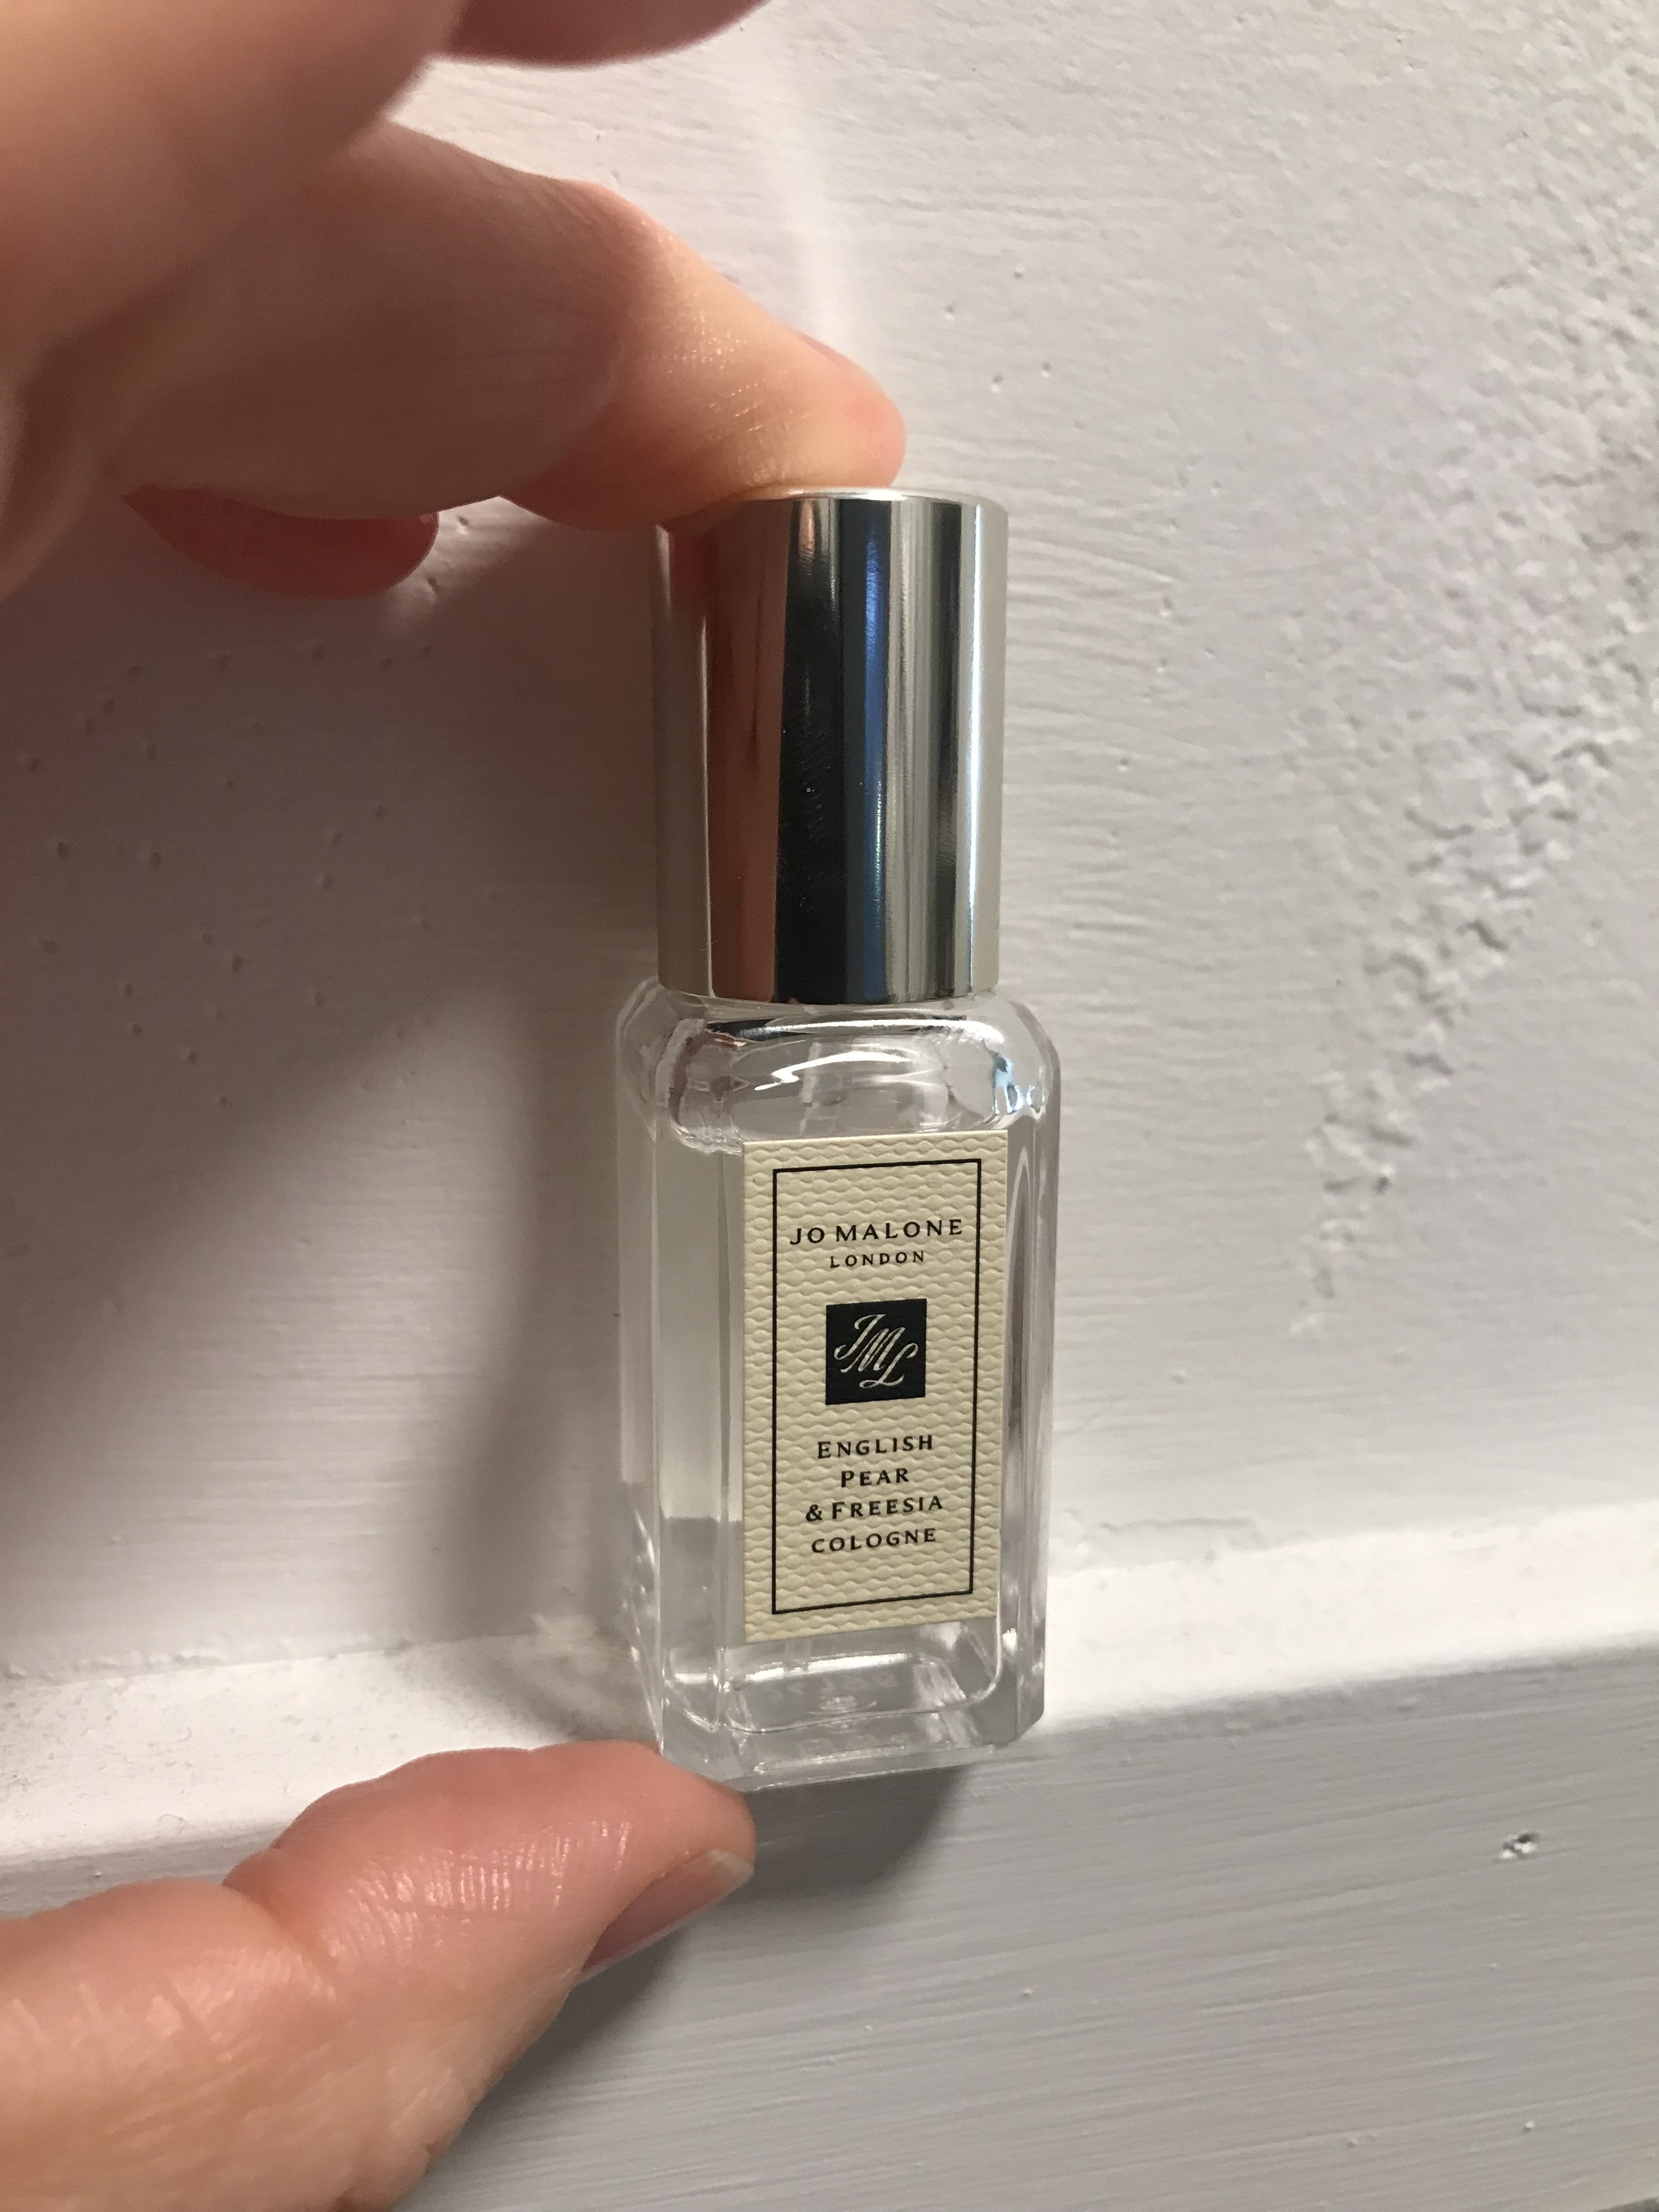 JO MALONE
LONDON
JML
ENGLISH
PEAR
& FREESIA
COLOGNE